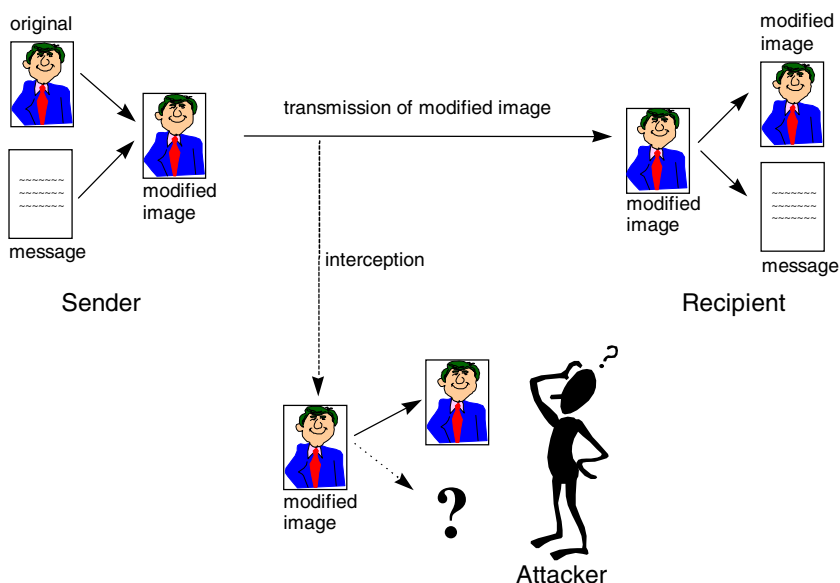 original
modified
image
transmission of modified image
modified
image
modified
image
message
message
Sender
Recipient
interception
?
modified
image
?
Attacker